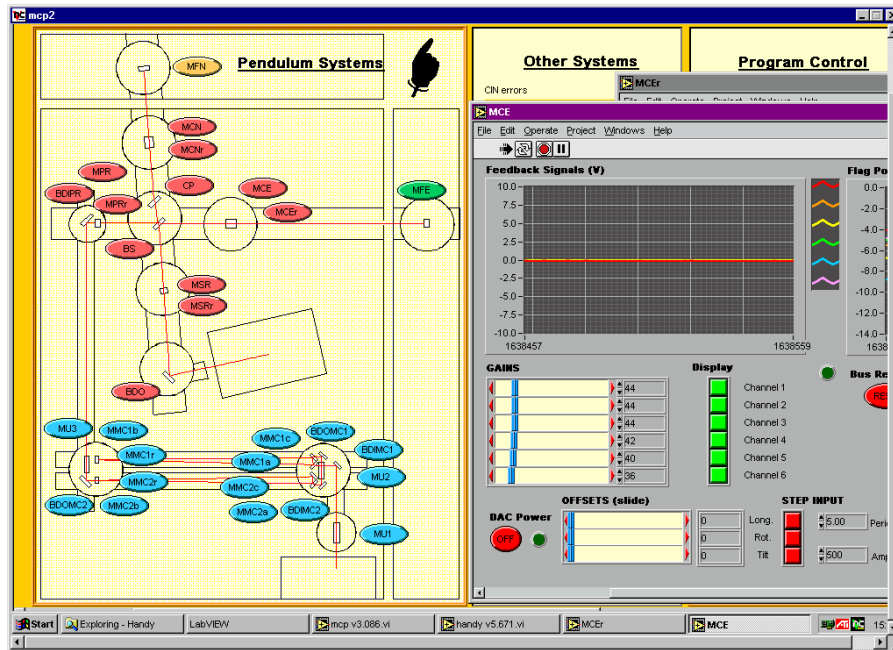 mcp2
Pendulum Systems
MFN
MCN
MCNr
MPR
CP
BDIPR
MCE
MFE
MPRr
MCEr
BS
MSR
MSRr
BDO
MU3
MMC1b
MMC1c
BDOMC1
MMC1r
MMC1a
BDIMC1
MMC2r
MMC2c
MU2
BDOMC2
MMC2b
MMC2a
BDIMC2
MU1
Other Systems
Program Control
CIN errors
MCEr
MCE
File Edit Operate Project Windows Help
Feedback Signals (V)
Flag Po
10.0
7.5
5.0
2.5
0.0
-2.5
-5.0
-7.5
-10.0
1638457
1638559
0.0
-2.0
-4.0
-6.0
-8.0
-10.0
-12.0
-14.0
1638
GAINS
44
44
44
42
40
36
Display
Channel 1
Channel 2
Channel 3
Channel 4
Channel 5
Channel 6
Bus Re
RES
DAC Power
OFF
OFFSETS (slide)
0
0
0
Long.
Rot.
Tilt
STEP INPUT
5.00
Peri
500
Amp
Start
Exploring - Handy
LabVIEW
mcp v3.086.vi
handy v5.671.vi
MCEr
MCE
15: